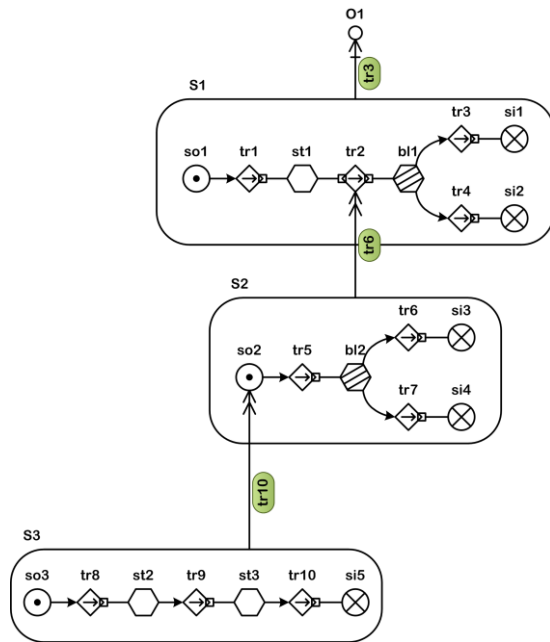 O1
tr3
S1
tr3 si1
so1 tr1 st1 tr2 bl1
tr4 si2
tr6
S2
tr6 si3
so2 tr5 bl2
tr7 si4
tr10
S3
so3 tr8 st2 tr9 st3 tr10 si5